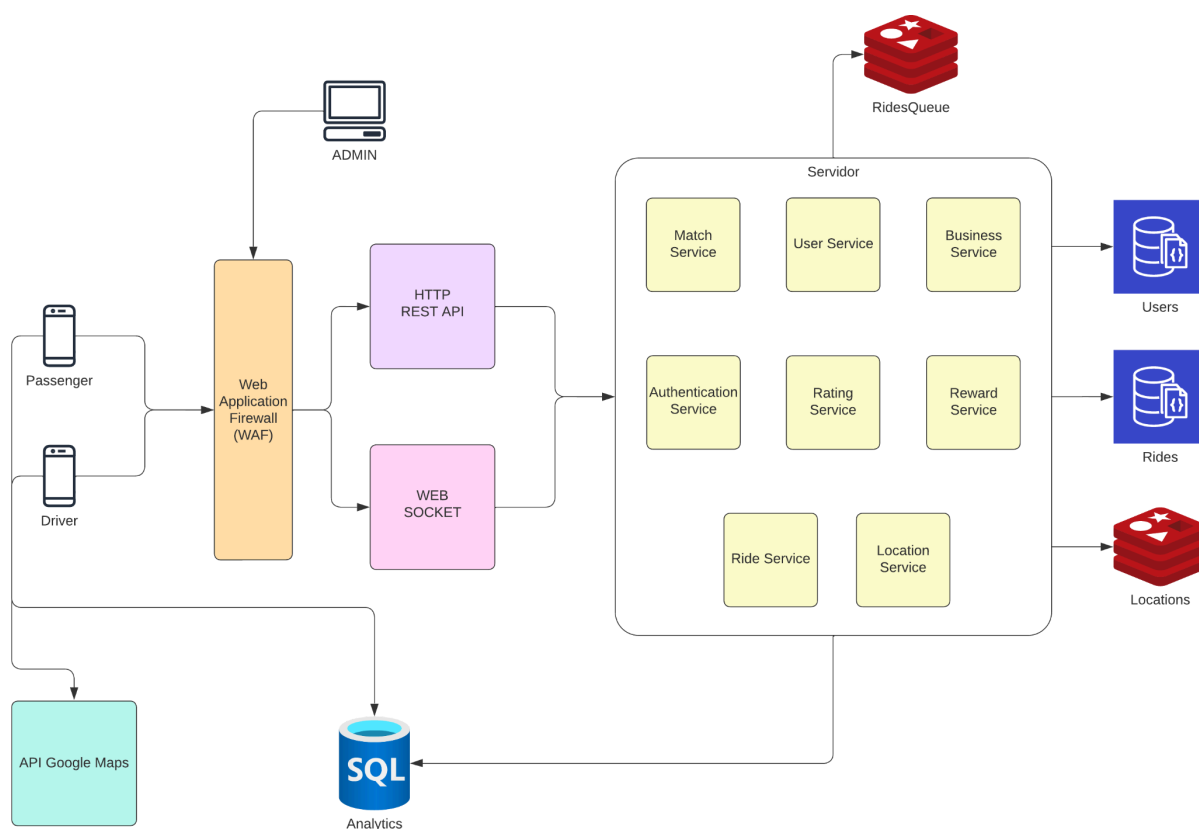 RidesQueue
ADMIN
Servidor
Match
Service
User Service
Business
Service
HTTP
REST API
Users
Passenger
Web
Application
Firewall
(WAF)
Authentication
Service
Rating
Service
Reward
Service
Rides
WEB
SOCKET
Driver
Ride Service
Location
Service
Locations
API Google Maps
SQL
Analytics